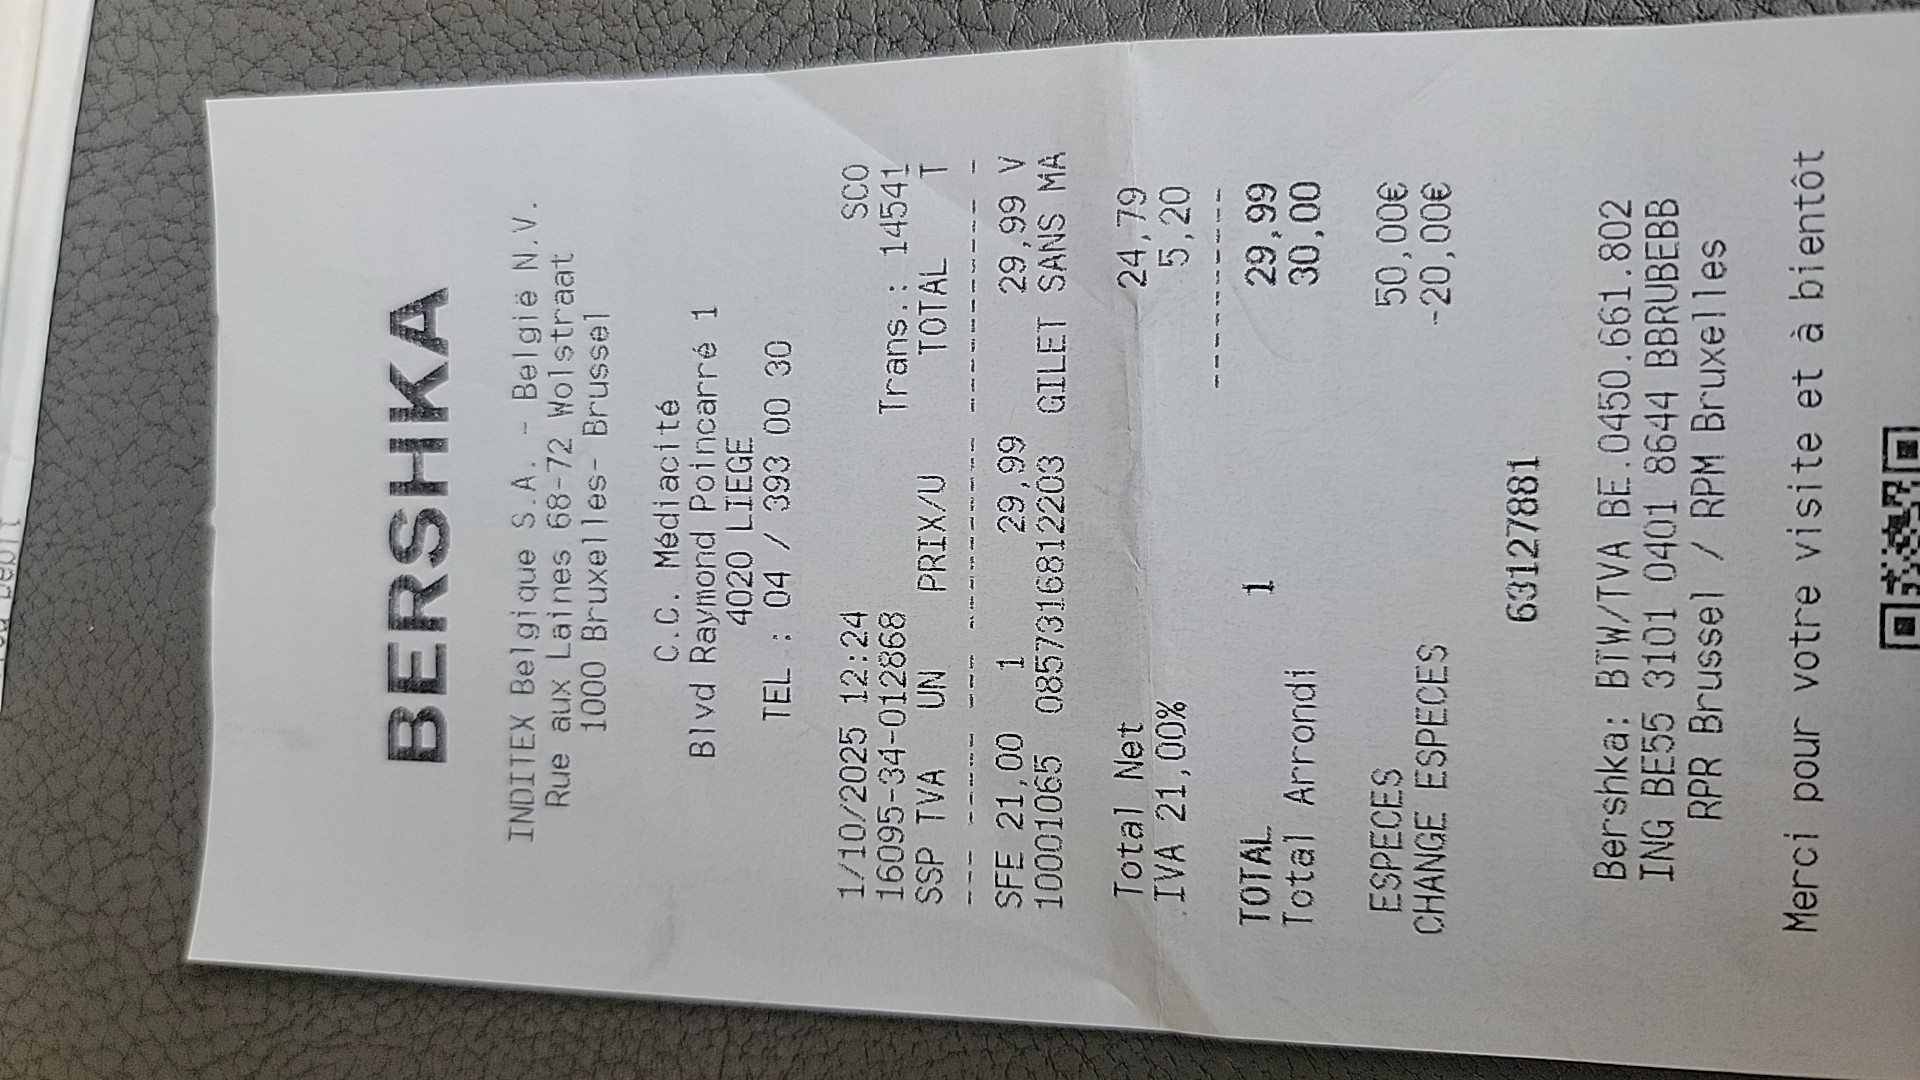 BERSHKA
INDITEX Belgique S.A. - België N.V.
Rue aux Laines 68-72 Wolstraat
1000 Bruxelles- Brussel
C.C. Médiacité
Blvd Raymond Poincarré 1
4020 LIEGE
TEL : 04 / 393 00 30
1/10/2025 12:24 SCO
16095-34-012868 Trans.: 14541
SSP TVA UN PRIX/U TOTAL T
SFE 21,00 1 29,99 29,99 V
10001065 0857316812203 GILET SANS MA
Total Net 24,79
IVA 21,00% 5,20
TOTAL 1 29,99
Total Arrondi 30,00
ESPECES 50,00€
CHANGE ESPECES -20,00€
63127881
Bershka: BTW/TVA BE.0450.661.802
ING BE55 3101 0401 8644 BBRUBEBB
RPR Brussel / RPM Bruxelles
Merci pour votre visite et à bientôt